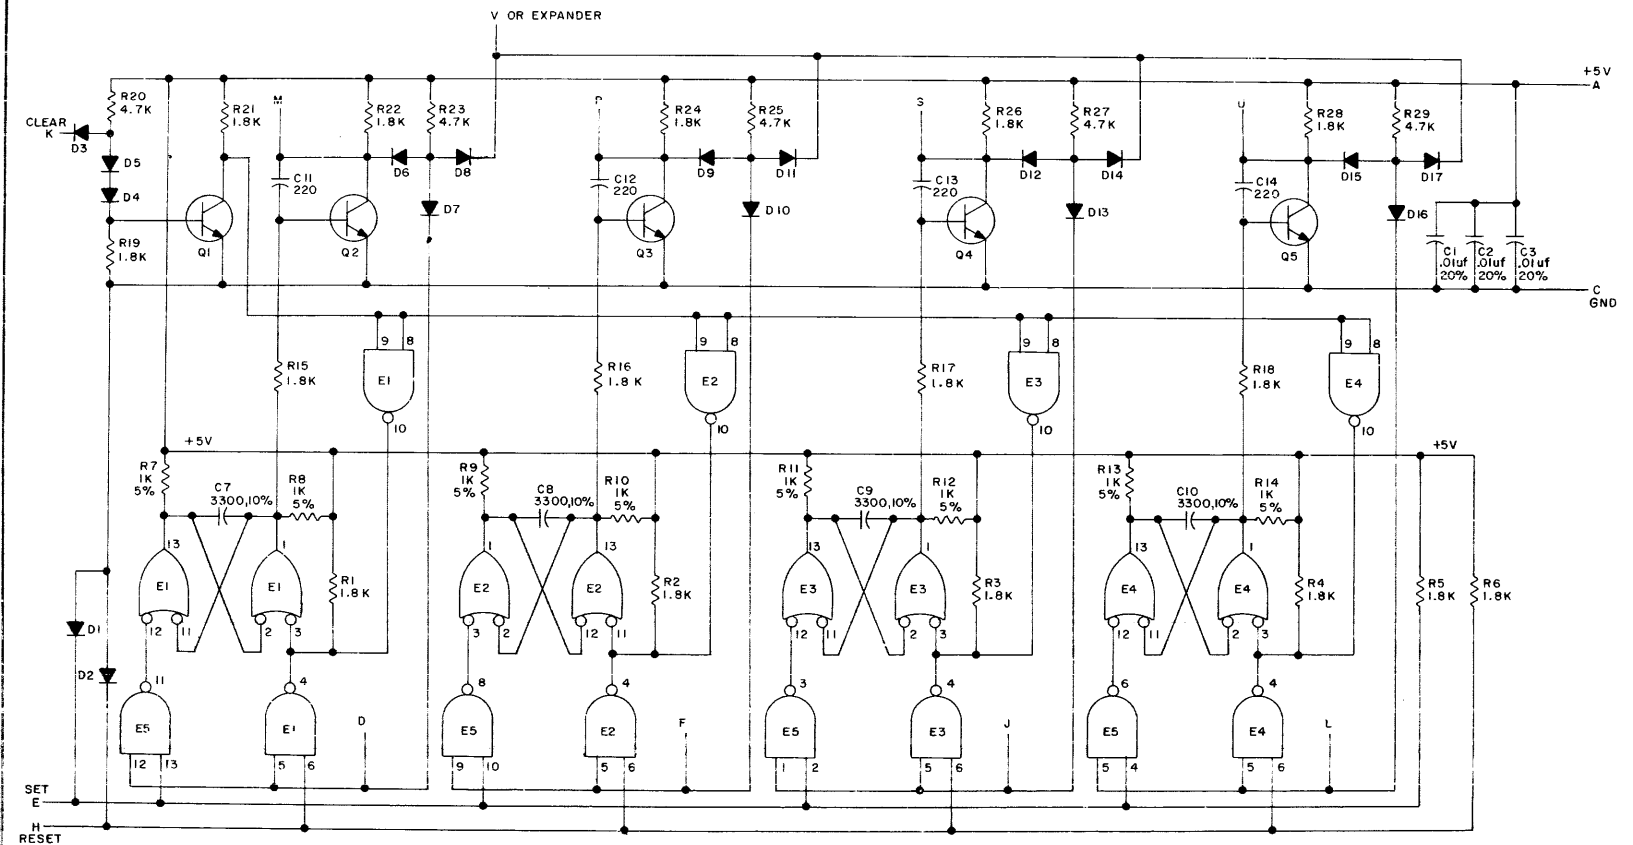 V OR EXPANDER
+5V
A
R20
4.7K
R21
1.8K
M
R22
1.8K
R23
4.7K
P
R24
1.8K
R25
4.7K
S
R26
1.8K
R27
4.7K
U
R28
1.8K
R29
4.7K
CLEAR
K
D3
D5
D4
D6
D8
D9
D11
D12
D14
D15
D17
C11
220
C12
220
C13
220
C14
220
D7
D10
D13
D16
R19
1.8K
Q1
Q2
Q3
Q4
Q5
C1
.01uf
20%
C2
.01uf
20%
C3
.01uf
20%
C
GND
9 8
E1
10
9 8
E2
10
9 8
E3
10
9 8
E4
10
R15
1.8K
R16
1.8K
R17
1.8K
R18
1.8K
+5V
+5V
R7
1K
5%
C7
3300,10%
R8
1K
5%
R9
1K
5%
C8
3300,10%
R10
1K
5%
R11
1K
5%
C9
3300,10%
R12
1K
5%
R13
1K
5%
C10
3300,10%
R14
1K
5%
13 1 1 13 13 1 13 1
E1 E1 R1
1.8K
E2 E2 R2
1.8K
E3 E3 R3
1.8K
E4 E4 R4
1.8K
R5
1.8K
R6
1.8K
12 11 2 3 3 2 12 11 12 11 2 3 12 11 2 3
D1
D2
11 4 8 4 3 4 6 4
E5 E1 D E5 E2 F E5 E3 J E5 E4 L
12 13 5 6 9 10 5 6 1 2 5 6 5 4 5 6
SET
E
H
RESET